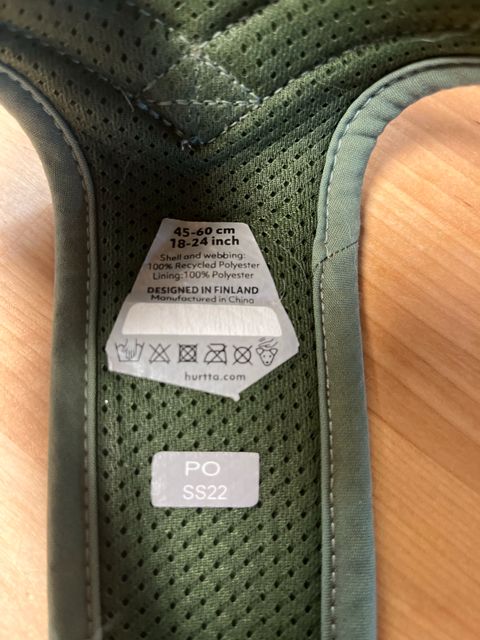 45-60 cm
18-24 inch
Shell and webbing:
100% Recycled Polyester
Lining:100% Polyester
DESIGNED IN FINLAND
Manufactured in China
hurtta.com
PO
SS22